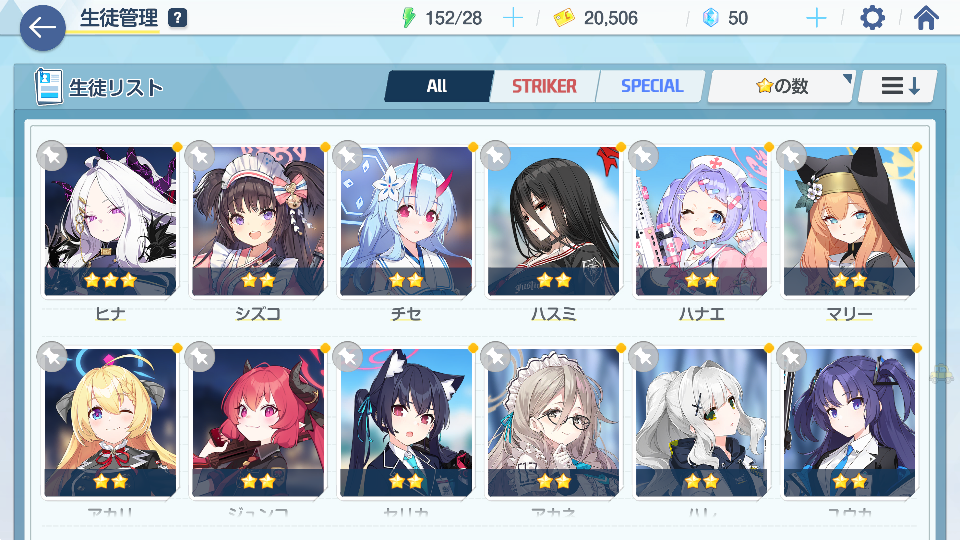 生徒管理 ? 152/28 20,506 50
生徒リスト All STRIKER SPECIAL の数
ヒナ シズコ チセ ハスミ ハナエ マリー
アカリ ジュンコ セリカ アカネ ハレ ユウカ